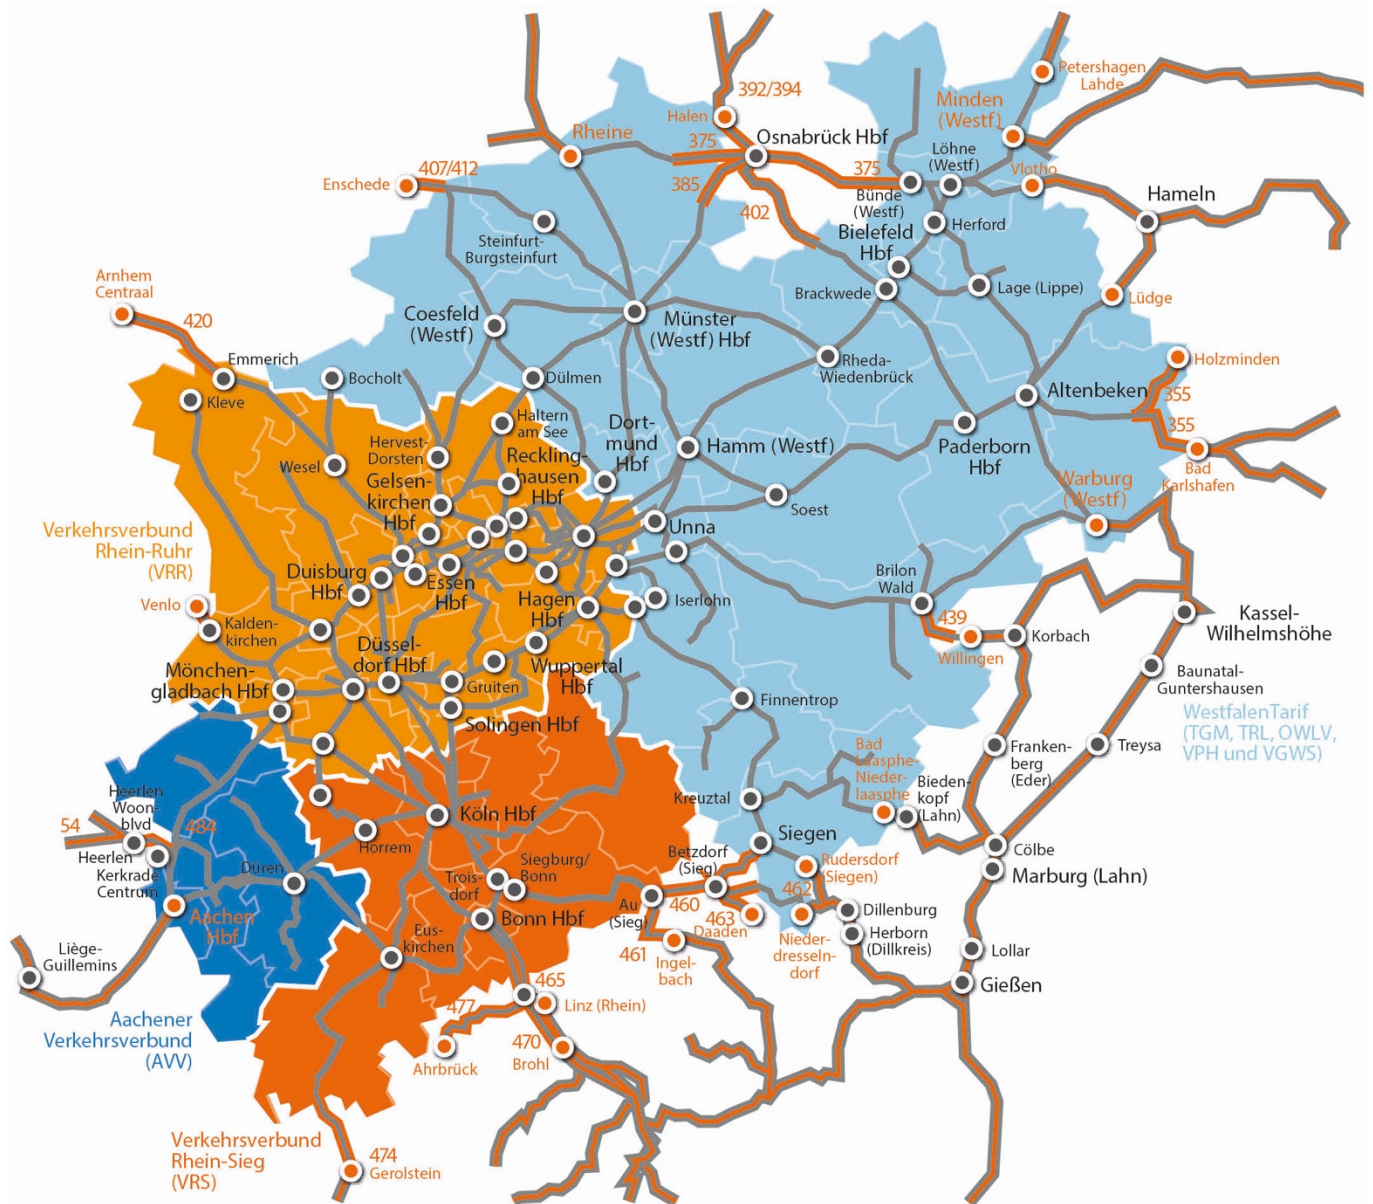 392/394
Petershagen
Lahde
Halen
Minden
(Westf)
Rheine
375
Osnabrück Hbf
Löhne
(Westf)
407/412
Enschede
385
375
Vlotho
402
Bünde
(Westf)
Hameln
Steinfurt-
Burgsteinfurt
Bielefeld
Hbf
Herford
Arnhem
Centraal
Brackwede
Lage (Lippe)
Lüdge
420
Coesfeld
(Westf)
Münster
(Westf) Hbf
Emmerich
Rheda-
Wiedenbrück
Holzminden
Bocholt
Dülmen
Kleve
Altenbeken
355
Haltern
am See
Dort-
mund
Hbf
355
Hervest-
Dorsten
Hamm (Westf)
Paderborn
Hbf
Wesel
Reckling-
hausen
Hbf
Bad
Karlshafen
Gelsen-
kirchen
Hbf
Warburg
(Westf)
Soest
Unna
Verkehrsverbund
Rhein-Ruhr
(VRR)
Duisburg
Hbf
Essen
Hbf
Brilon
Wald
Venlo
Hagen
Hbf
Iserlohn
Kalden-
kirchen
439
Korbach
Kassel-
Wilhelmshöhe
Düssel-
dorf Hbf
Willingen
Mönchen-
gladbach Hbf
Wuppertal
Hbf
Gruiten
Baunatal-
Guntershausen
Finnentrop
Solingen Hbf
WestfalenTarif
(TGM, TRL, OWLV,
VPH und VGWS)
Bad
Laasphe-
Nieder-
laasphe
Franken-
berg
(Eder)
Treysa
Heerlen
Woon-
blvd
Kreuztal
Bieden-
kopf
(Lahn)
54
484
Köln Hbf
Siegen
Horrem
Cölbe
Heerlen
Kerkrade
Centrum
Düren
Siegburg/
Bonn
Betzdorf
(Sieg)
Rudersdorf
(Siegen)
Marburg (Lahn)
Trois-
dorf
Aachen
Hbf
Bonn Hbf
Au
(Sieg)
460
462
463
Daaden
Dillenburg
Herborn
(Dillkreis)
Eus-
kirchen
461
Ingel-
bach
Nieder-
dresseln-
dorf
Lollar
Liège-
Guillemins
Gießen
465
477
Linz (Rhein)
Aachener
Verkehrsverbund
(AVV)
470
Brohl
Ahrbrück
Verkehrsverbund
Rhein-Sieg
(VRS)
474
Gerolstein